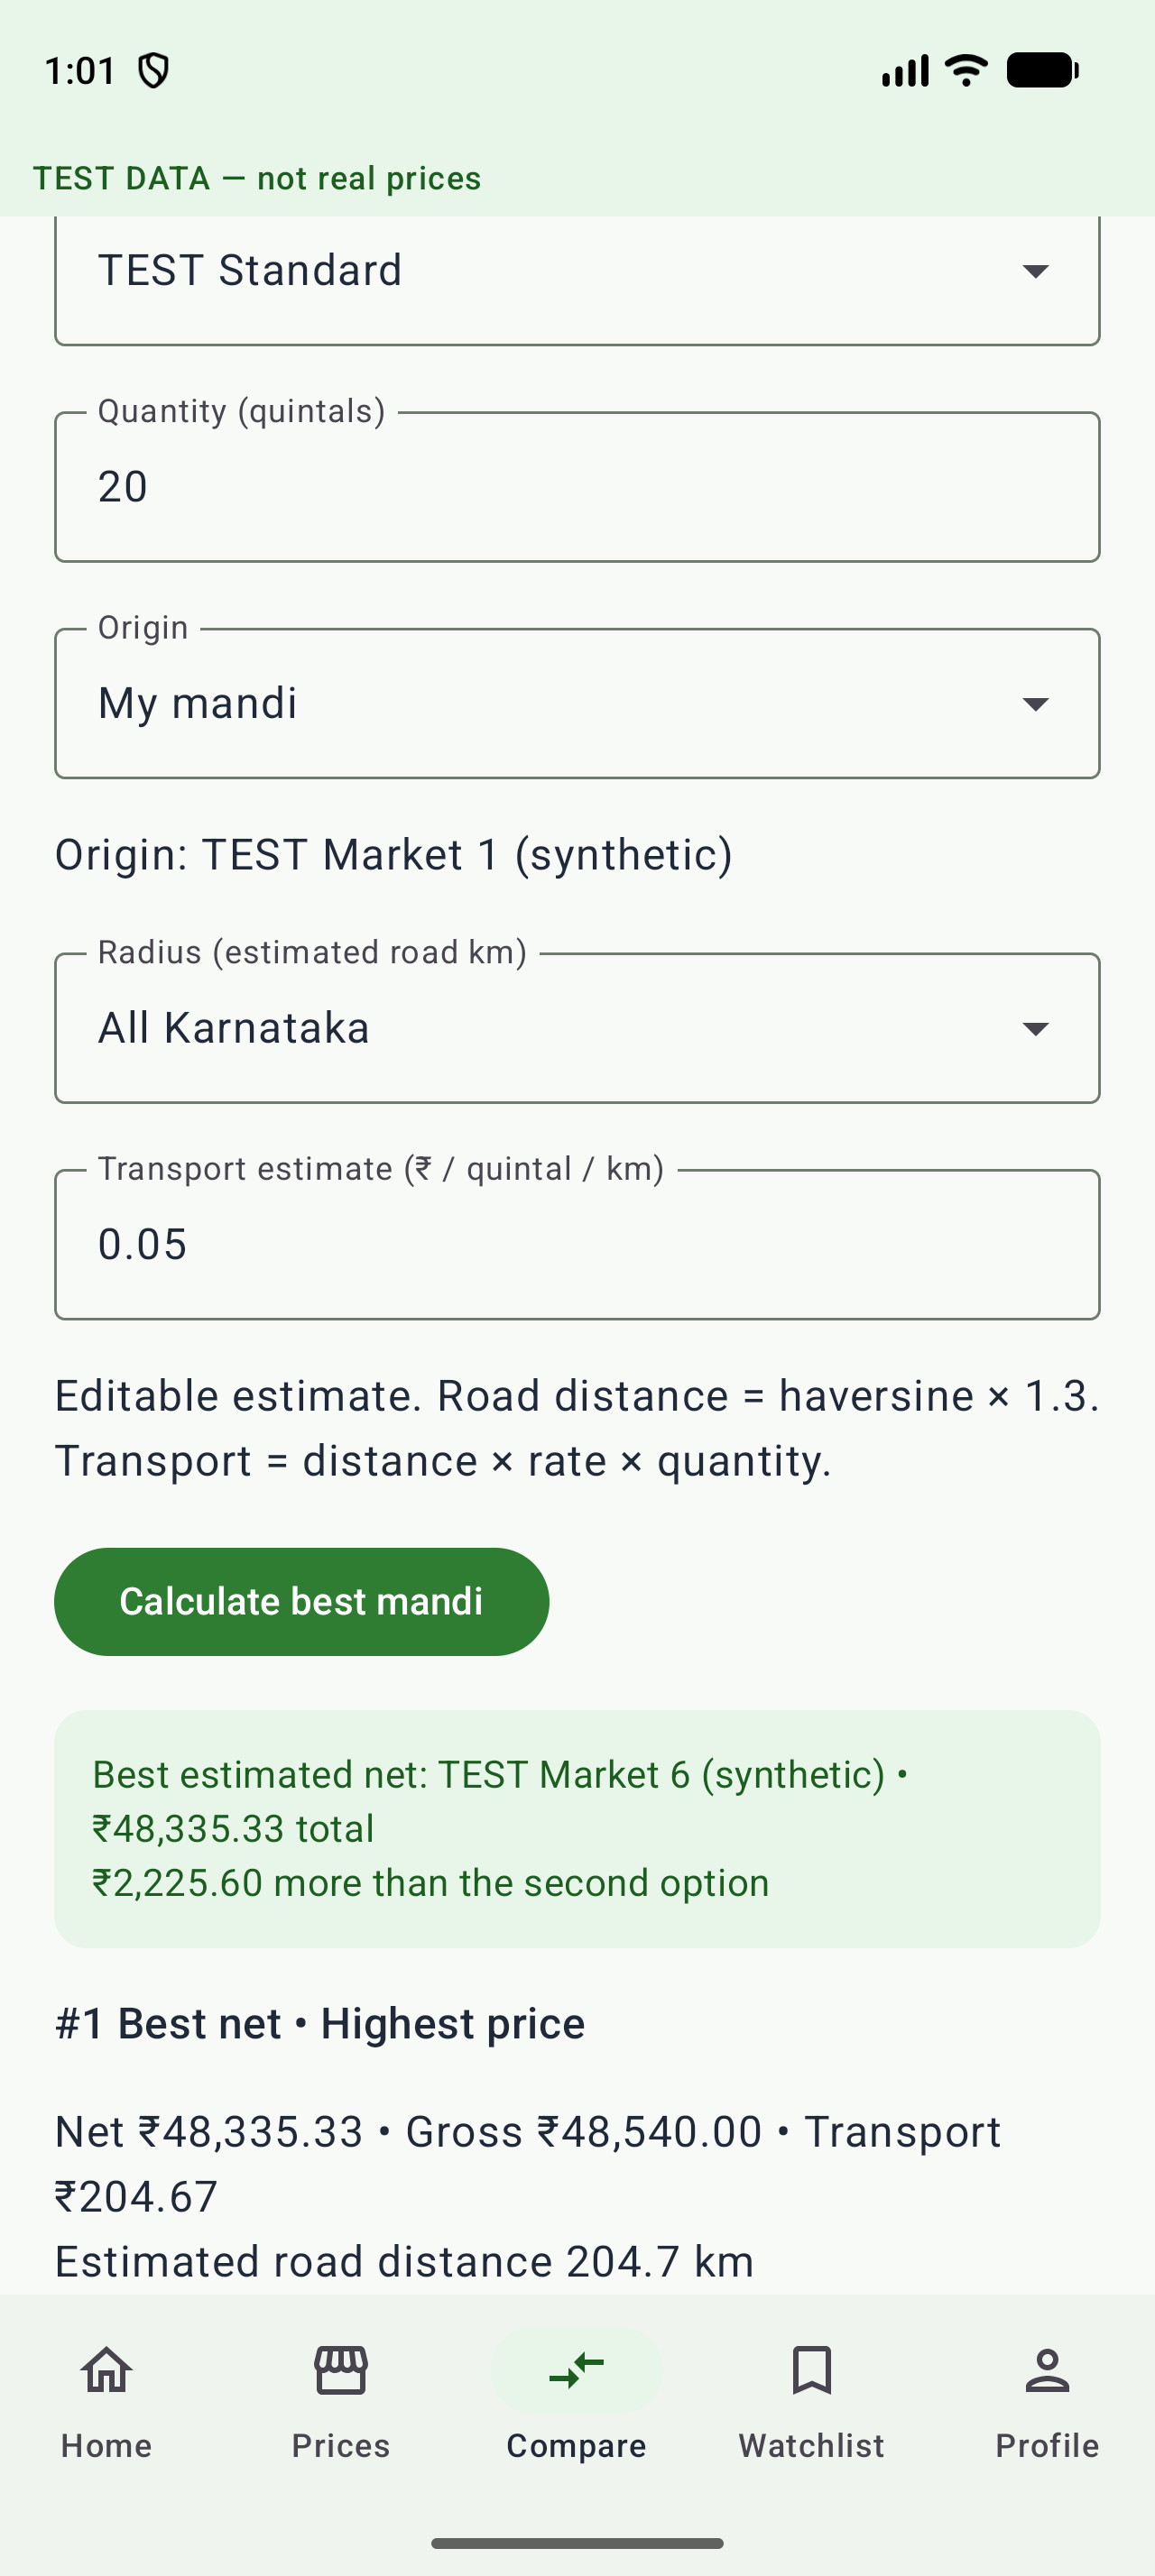 1:01
TEST DATA — not real prices
TEST Standard
Quantity (quintals)
20
Origin
My mandi
Origin: TEST Market 1 (synthetic)
Radius (estimated road km)
All Karnataka
Transport estimate (₹ / quintal / km)
0.05
Editable estimate. Road distance = haversine × 1.3.
Transport = distance × rate × quantity.
Calculate best mandi
Best estimated net: TEST Market 6 (synthetic) •
₹48,335.33 total
₹2,225.60 more than the second option
#1 Best net • Highest price
Net ₹48,335.33 • Gross ₹48,540.00 • Transport
₹204.67
Estimated road distance 204.7 km
Home Prices Compare Watchlist Profile